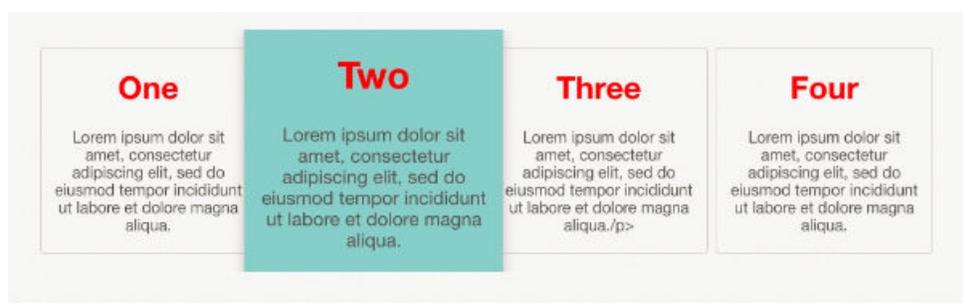 One
Lorem ipsum dolor sit
amet, consectetur
adipiscing elit, sed do
eiusmod tempor incididunt
ut labore et dolore magna
aliqua.
Two
Lorem ipsum dolor sit
amet, consectetur
adipiscing elit, sed do
eiusmod tempor incididunt
ut labore et dolore magna
aliqua.
Three
Lorem ipsum dolor sit
amet, consectetur
adipiscing elit, sed do
eiusmod tempor incididunt
ut labore et dolore magna
aliqua./p>
Four
Lorem ipsum dolor sit
amet, consectetur
adipiscing elit, sed do
eiusmod tempor incididunt
ut labore et dolore magna
aliqua.